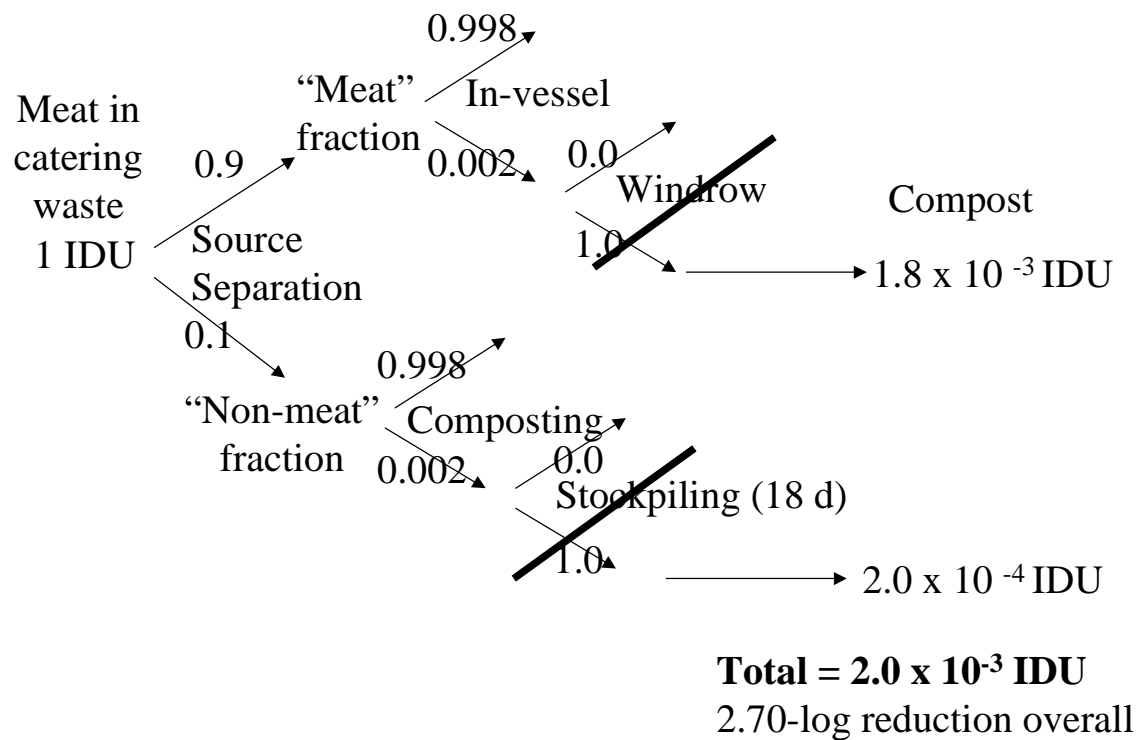 0.998
“Meat”
fraction
In-vessel
Meat in
catering
waste
1 IDU
0.9
0.002
0.0
Windrow
1.0
Compost
1.8 x 10 -3 IDU
Source
Separation
0.1
0.998
“Non-meat”
fraction
Composting
0.002
0.0
Stockpiling (18 d)
1.0
2.0 x 10 -4 IDU
Total = 2.0 x 10-3 IDU
2.70-log reduction overall